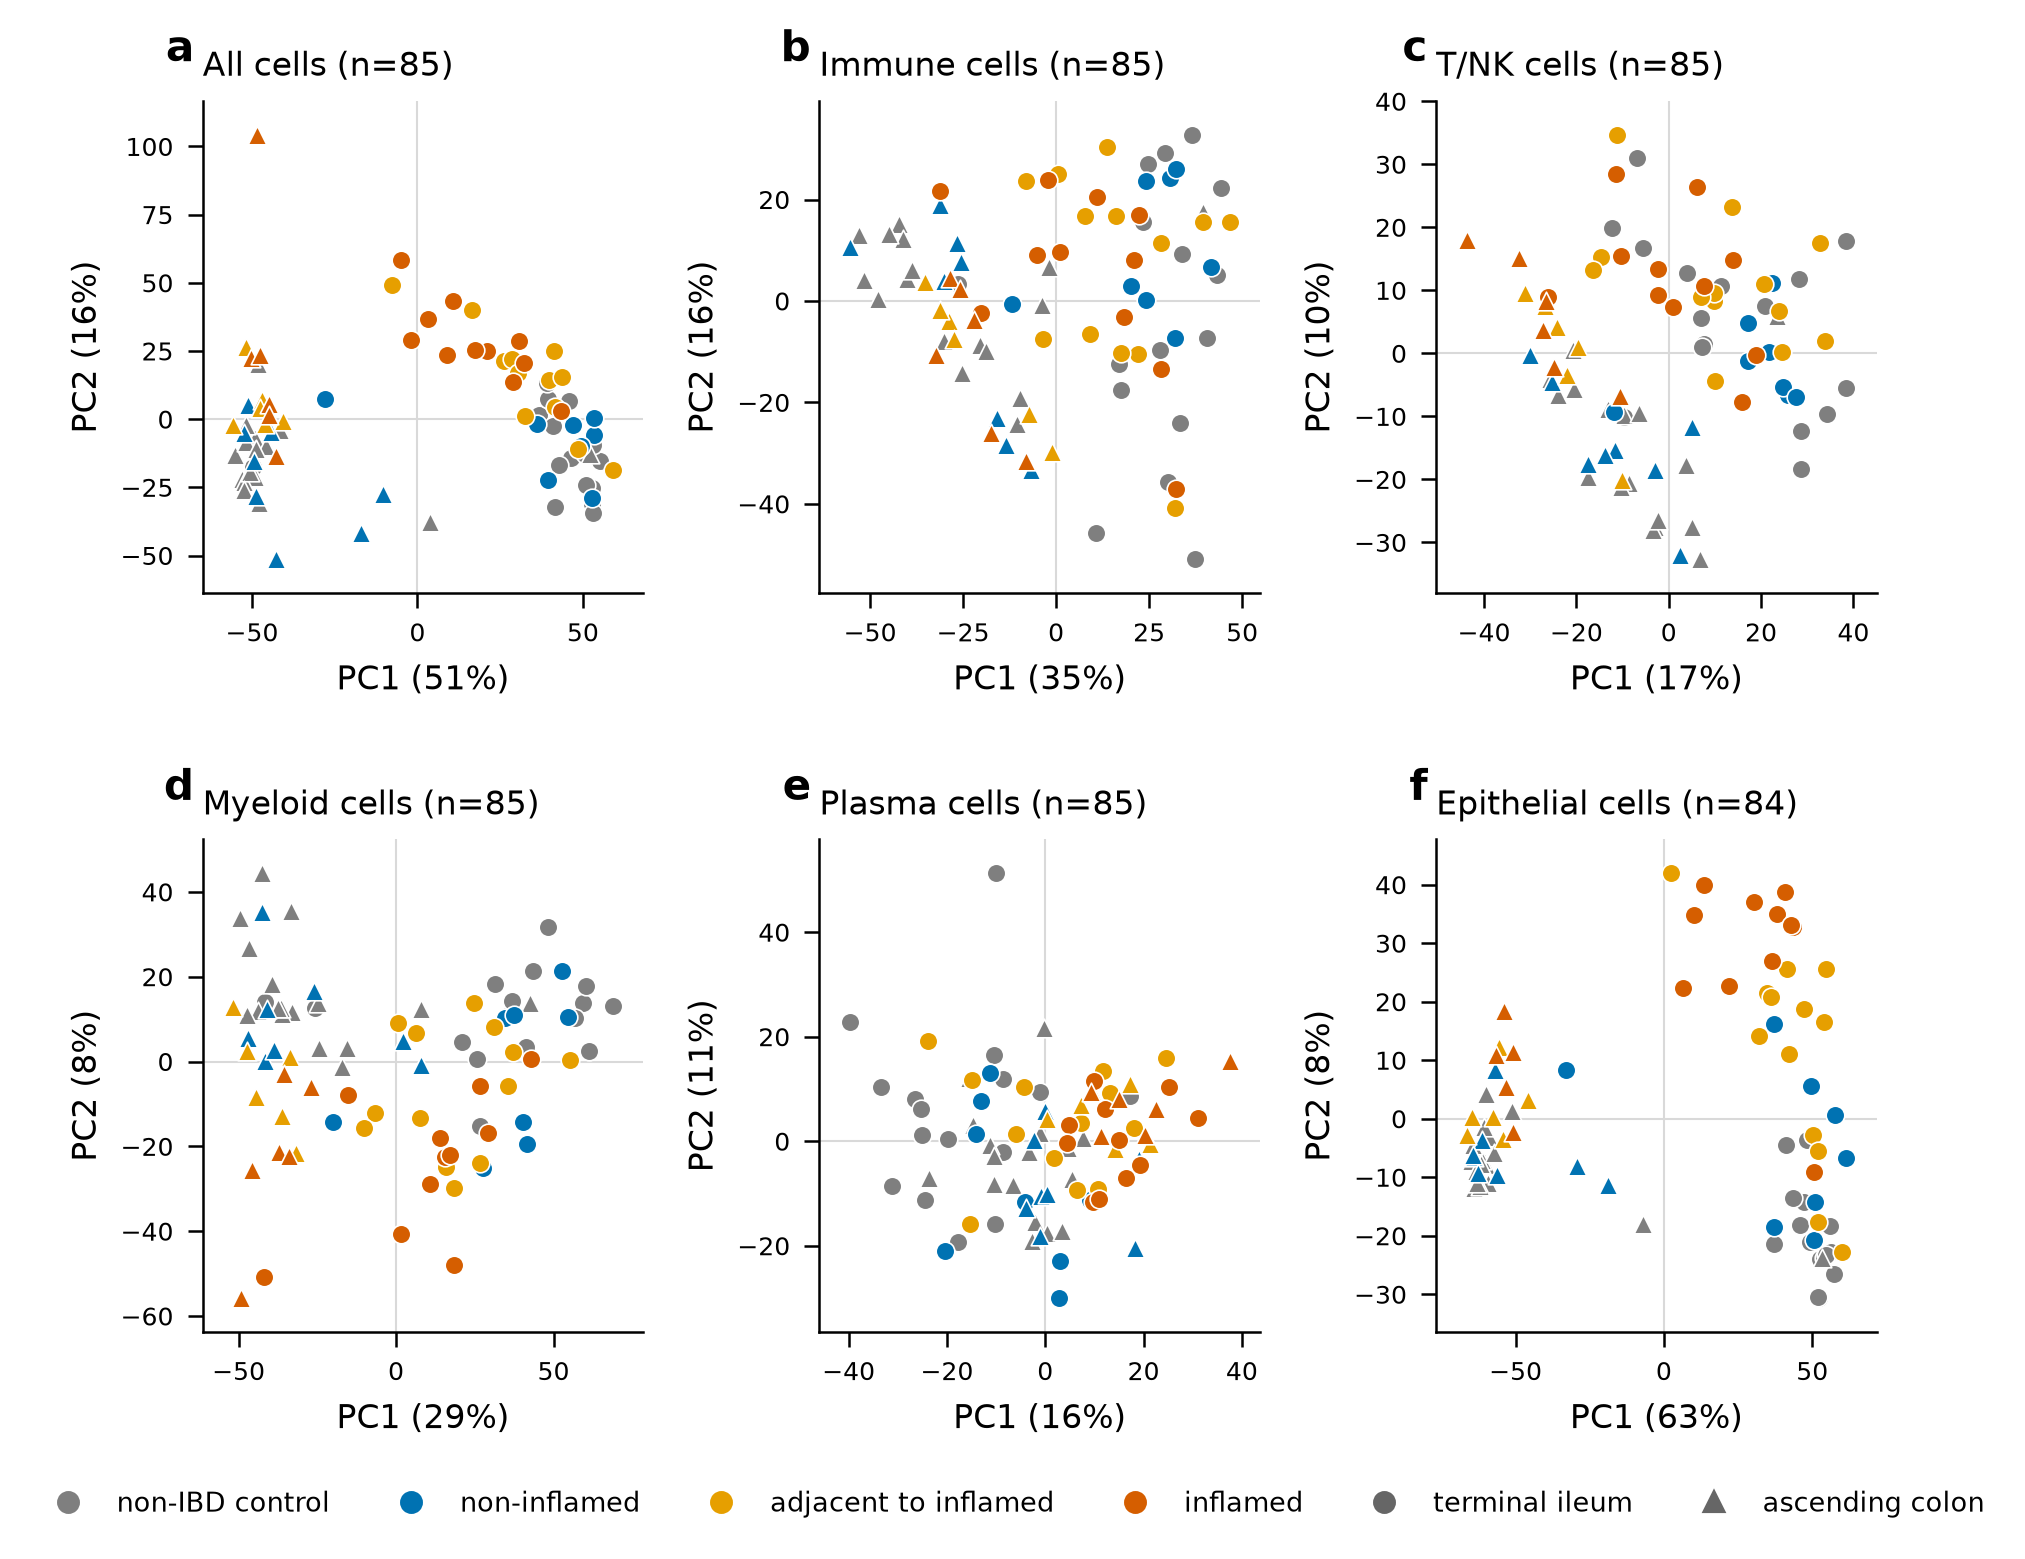 a All cells (n=85)
100
75
50
25
0
−25
−50
PC2 (16%)
−50 0 50
PC1 (51%)
b Immune cells (n=85)
20
0
−20
−40
PC2 (16%)
−50 −25 0 25 50
PC1 (35%)
c T/NK cells (n=85)
40
30
20
10
0
−10
−20
−30
PC2 (10%)
−40 −20 0 20 40
PC1 (17%)
d Myeloid cells (n=85)
40
20
0
−20
−40
−60
PC2 (8%)
−50 0 50
PC1 (29%)
e Plasma cells (n=85)
40
20
0
−20
PC2 (11%)
−40 −20 0 20 40
PC1 (16%)
f Epithelial cells (n=84)
40
30
20
10
0
−10
−20
−30
PC2 (8%)
−50 0 50
PC1 (63%)
non-IBD control non-inflamed adjacent to inflamed inflamed terminal ileum ascending colon